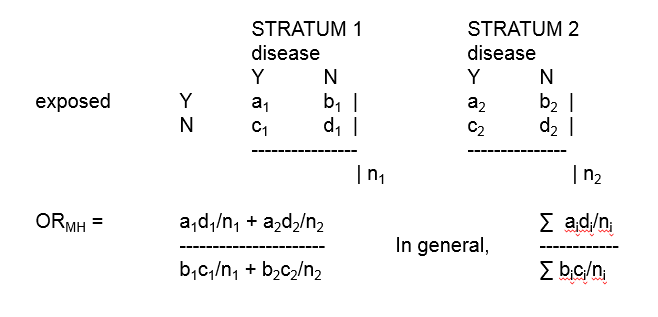 STRATUM 1 STRATUM 2
disease disease
Y N Y N
exposed Y a₁ b₁ | a₂ b₂ |
N c₁ d₁ | c₂ d₂ |
---------------- ---------------
| n₁ | n₂
ORMH = a₁d₁/n₁ + a₂d₂/n₂ ∑ aᵢdᵢ/nᵢ
---------------------- In general, ------------
b₁c₁/n₁ + b₂c₂/n₂ ∑ bᵢcᵢ/nᵢ